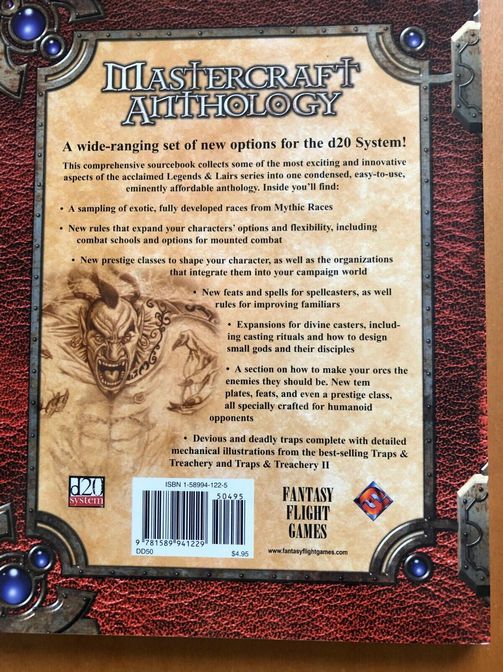 MASTERCRAFT
ANTHOLOGY
A wide-ranging set of new options for the d20 System!
This comprehensive sourcebook collects some of the most exciting and innovative
aspects of the acclaimed Legends & Lairs series into one condensed, easy-to-use,
eminently affordable anthology. Inside you'll find:
• A sampling of exotic, fully developed races from Mythic Races
• New rules that expand your characters' options and flexibility, including
combat schools and options for mounted combat
• New prestige classes to shape your character, as well as the organizations
that integrate them into your campaign world
• New feats and spells for spellcasters, as well
rules for improving familiars
• Expansions for divine casters, includ-
ing casting rituals and how to design
small gods and their disciples
• A section on how to make your orcs the
enemies they should be. New tem
plates, feats, and even a prestige class,
all specially crafted for humanoid
opponents
• Devious and deadly traps complete with detailed
mechanical illustrations from the best-selling Traps &
Treachery and Traps & Treachery II
d20
system
ISBN 1-58994-122-5
50495
9 781589 941229
DD50 $4.95
FANTASY
FLIGHT
GAMES
www.fantasyflightgames.com